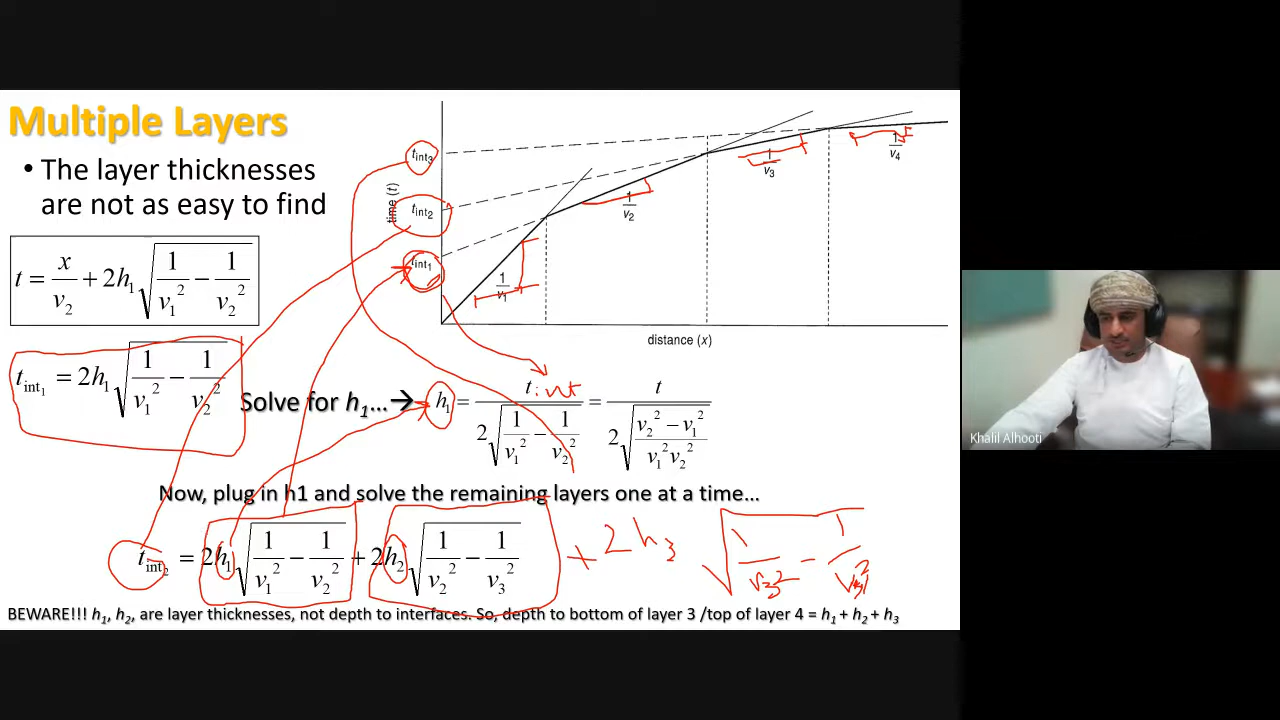 Multiple Layers
• The layer thicknesses
are not as easy to find
t = x/v₂ + 2h₁√(1/v₁² − 1/v₂²)
t_int₁ = 2h₁√(1/v₁² − 1/v₂²)
t_int₃
t_int₂
t_int₁
time (t)
1/v₁
1/v₂
1/v₃
1/v₄
distance (x)
Solve for h₁...→ h₁ = t/(2√(1/v₁² − 1/v₂²)) = t/(2√((v₂² − v₁²)/(v₁²v₂²)))
int
Now, plug in h1 and solve the remaining layers one at a time...
t_int₂ = 2h₁√(1/v₁² − 1/v₂²) + 2h₂√(1/v₂² − 1/v₃²) + 2h₃
BEWARE!!! h₁, h₂, are layer thicknesses, not depth to interfaces. So, depth to bottom of layer 3 /top of layer 4 = h₁ + h₂ + h₃
Khalil Alhooti